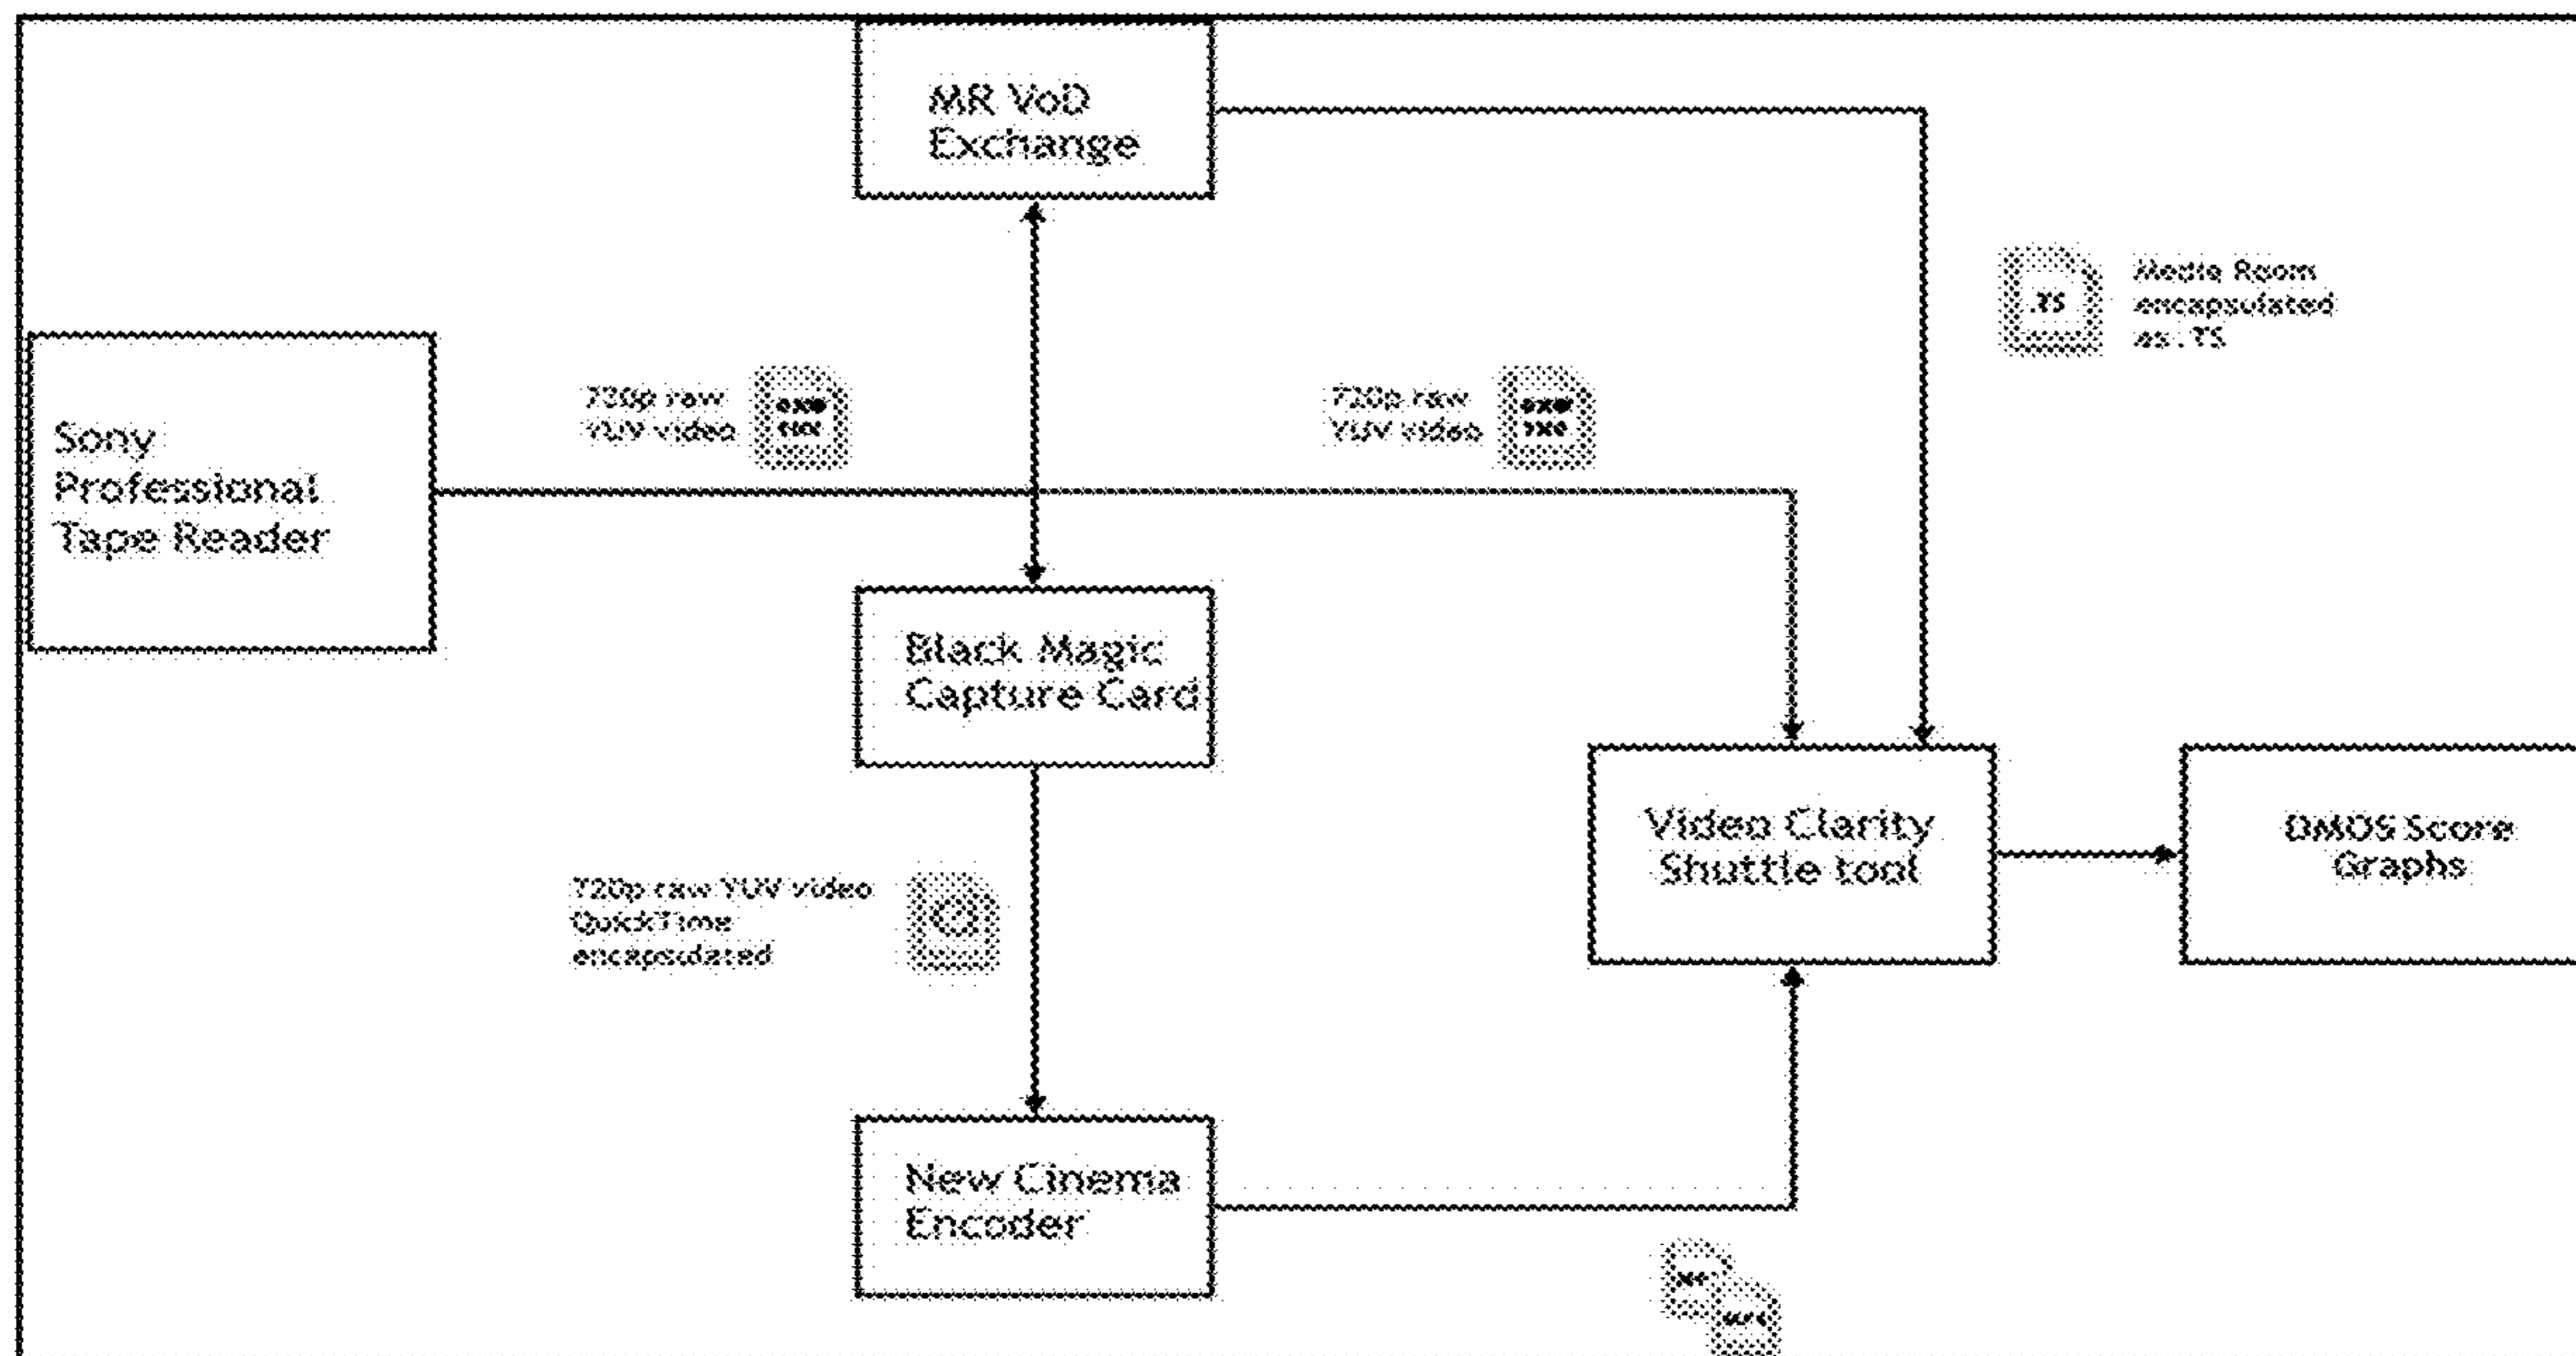 MR VoD
Exchange
.TS
Media Room
encapsulated
as .TS
720p raw
YUV video
720p raw
YUV video
Sony
Professional
Tape Reader
Black Magic
Capture Card
Video Clarity
Shuttle tool
DMOS Score
Graphs
720p raw YUV video
QuickTime
encapsulated
New Cinema
Encoder